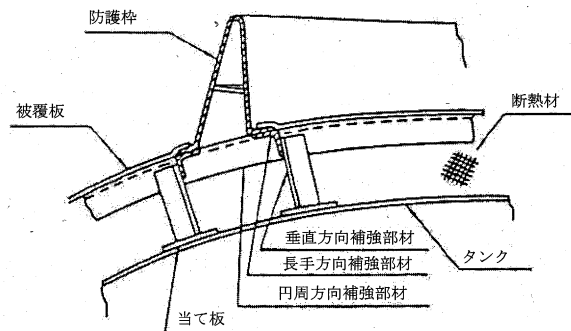 防護枠
被覆板
断熱材
垂直方向補強部材
長手方向補強部材
円周方向補強部材
タンク
当て板